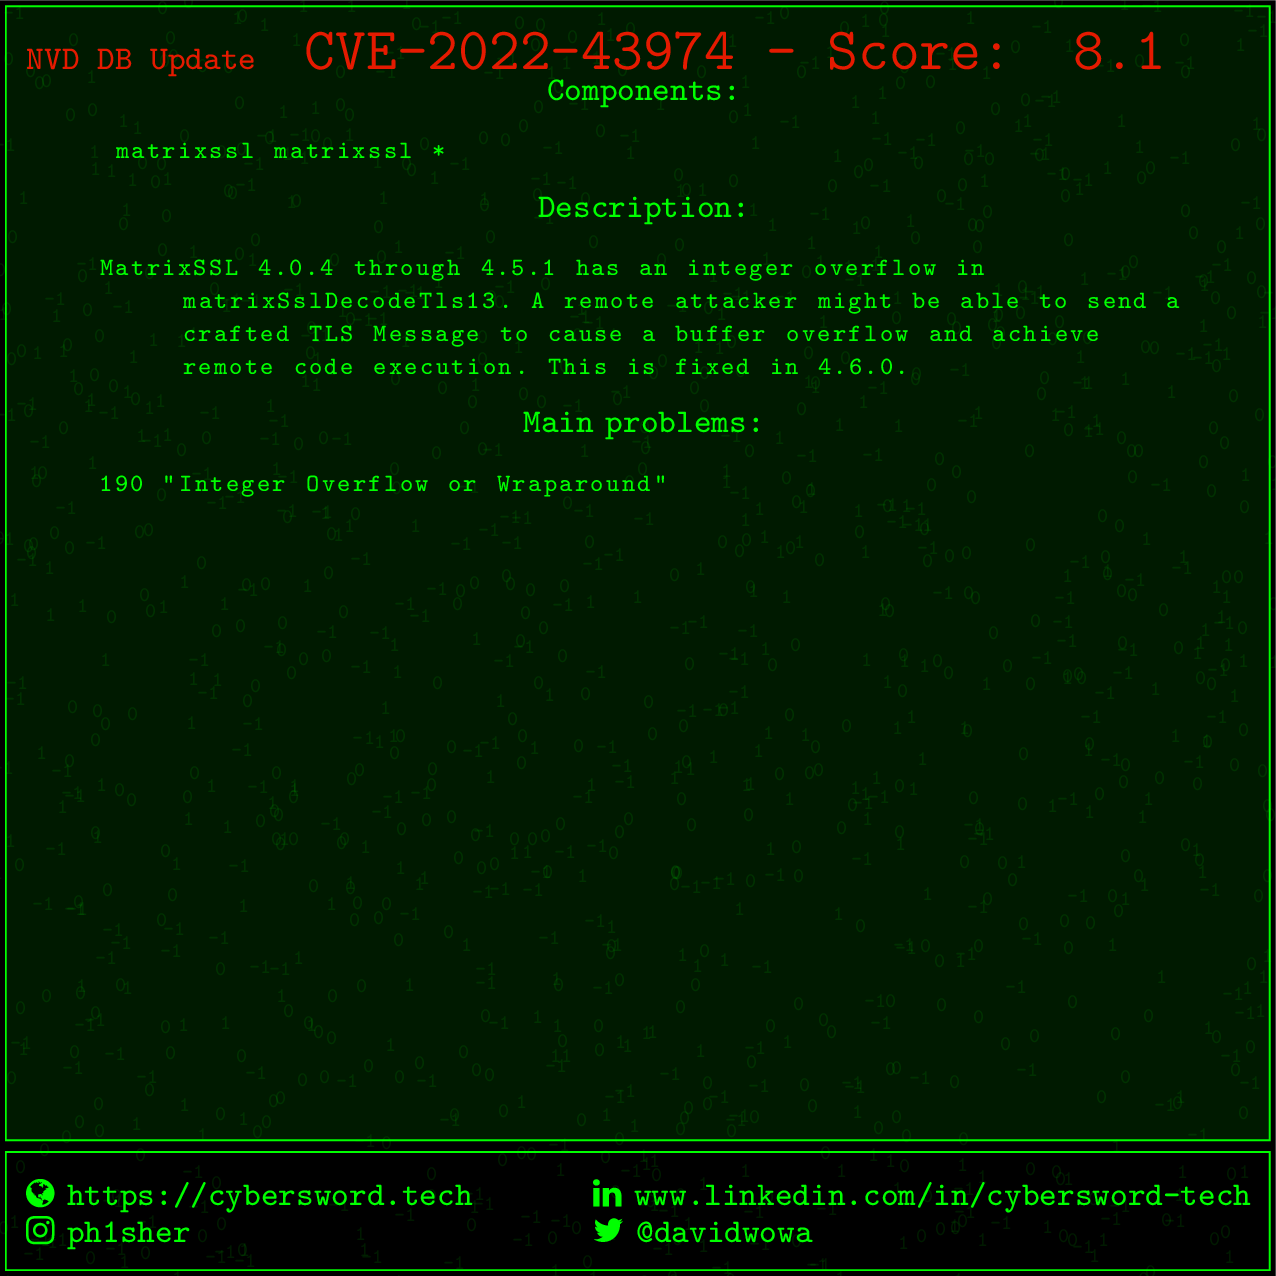 NVD DB Update CVE-2022-43974 - Score: 8.1
Components:
matrixssl matrixssl *
Description:
MatrixSSL 4.0.4 through 4.5.1 has an integer overflow in
matrixSslDecodeTls13. A remote attacker might be able to send a
crafted TLS Message to cause a buffer overflow and achieve
remote code execution. This is fixed in 4.6.0.
Main problems:
190 "Integer Overflow or Wraparound"
https://cybersword.tech www.linkedin.com/in/cybersword-tech
ph1sher @davidwowa